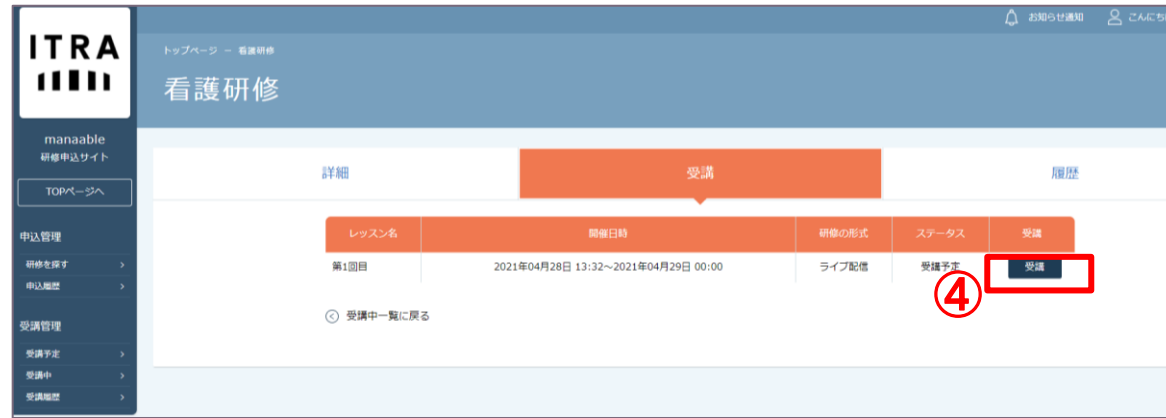 お知らせ通知
こんにち
ITRA
トップページ － 看護研修
看護研修
manaable
研修申込サイト
TOPページへ
申込管理
研修を探す
申込履歴
受講管理
受講予定
受講中
受講履歴
詳細 受講 履歴
レッスン名 開催日時 研修の形式 ステータス 受講
第1回目 2021年04月28日 13:32～2021年04月29日 00:00 ライブ配信 受講予定 受講
④
受講中一覧に戻る